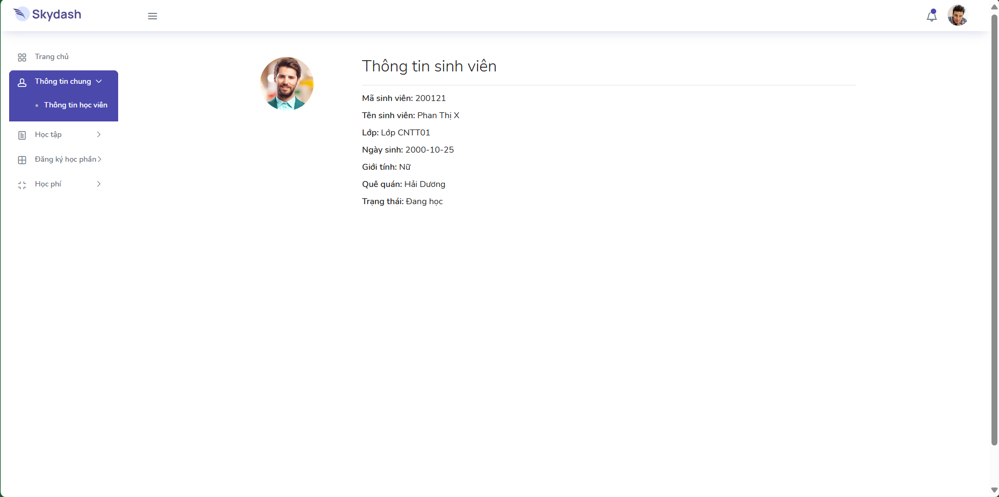 Skydash
Trang chủ
Thông tin chung
Thông tin học viên
Học tập
Đăng ký học phần
Học phí
Thông tin sinh viên
Mã sinh viên: 200121
Tên sinh viên: Phan Thị X
Lớp: Lớp CNTT01
Ngày sinh: 2000-10-25
Giới tính: Nữ
Quê quán: Hải Dương
Trạng thái: Đang học